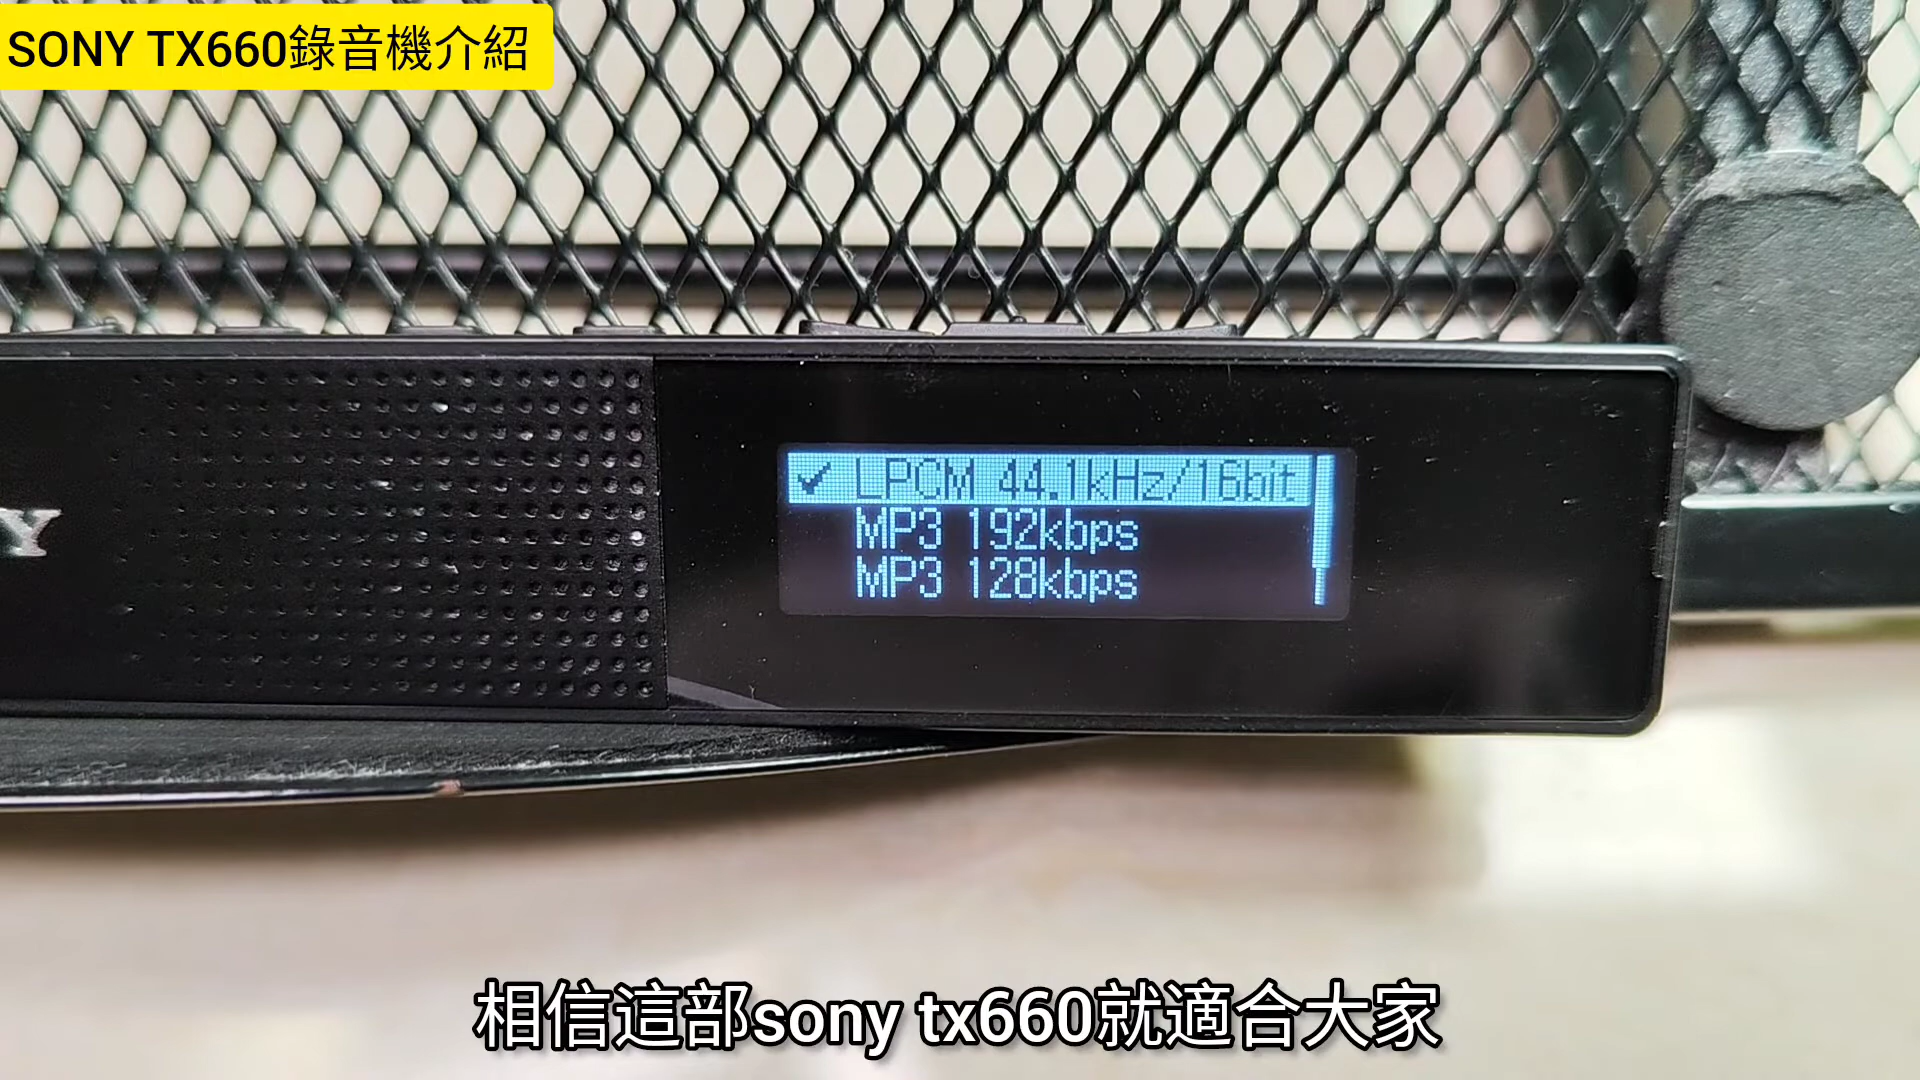 SONY TX660錄音機介紹
Y
✓ LPCM 44.1kHz/16bit
MP3 192kbps
MP3 128kbps
相信這部sony tx660就適合大家